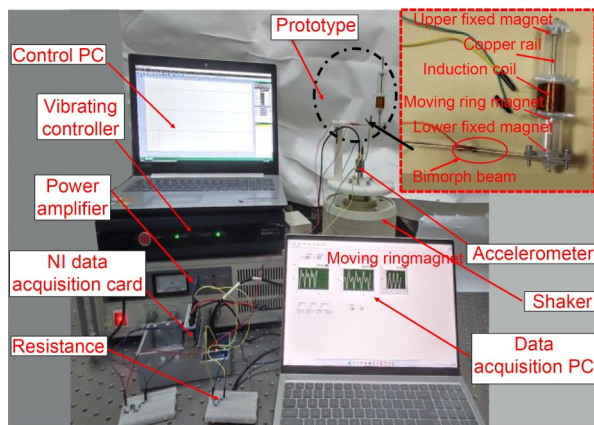 Prototype
Control PC
Vibrating
controller
Power
amplifier
NI data
acquisition card
Resistance
Upper fixed magnet
Copper rail
Induction coil
Moving ring magnet
Lower fixed magnet
Bimorph beam
Accelerometer
Moving ringmagnet
Shaker
Data
acquisition PC